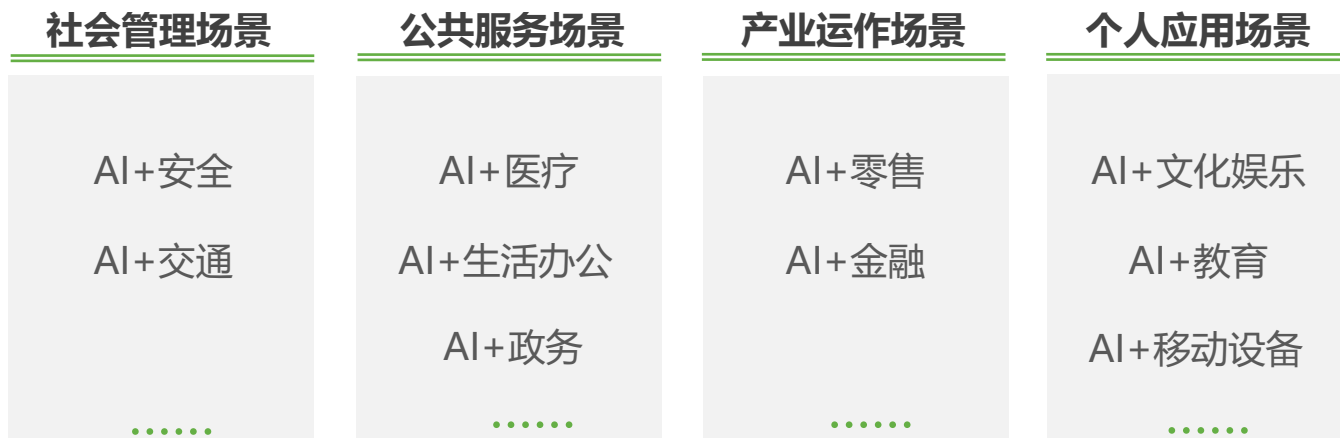 社会管理场景
AI+安全
AI+交通
......
公共服务场景
AI+医疗
AI+生活办公
AI+政务
......
产业运作场景
AI+零售
AI+金融
......
个人应用场景
AI+文化娱乐
AI+教育
AI+移动设备
......